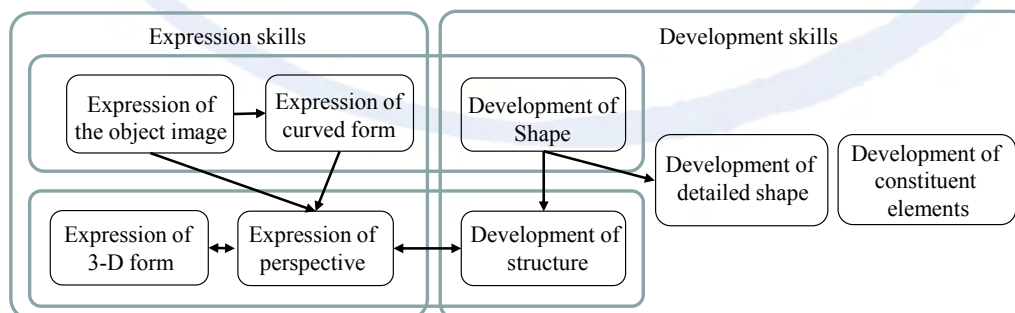 Expression skills
Development skills
Expression of
the object image
Expression of
curved form
Development of
Shape
Development of
detailed shape
Development of
constituent
elements
Expression of
3-D form
Expression of
perspective
Development of
structure